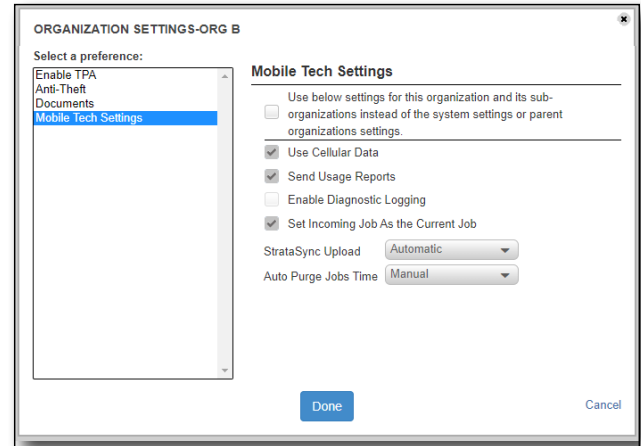 ORGANIZATION SETTINGS-ORG B
Select a preference:
Enable TPA
Anti-Theft
Documents
Mobile Tech Settings
Mobile Tech Settings
Use below settings for this organization and its sub-
organizations instead of the system settings or parent
organizations settings.
Use Cellular Data
Send Usage Reports
Enable Diagnostic Logging
Set Incoming Job As the Current Job
StrataSync Upload Automatic
Auto Purge Jobs Time Manual
Done
Cancel